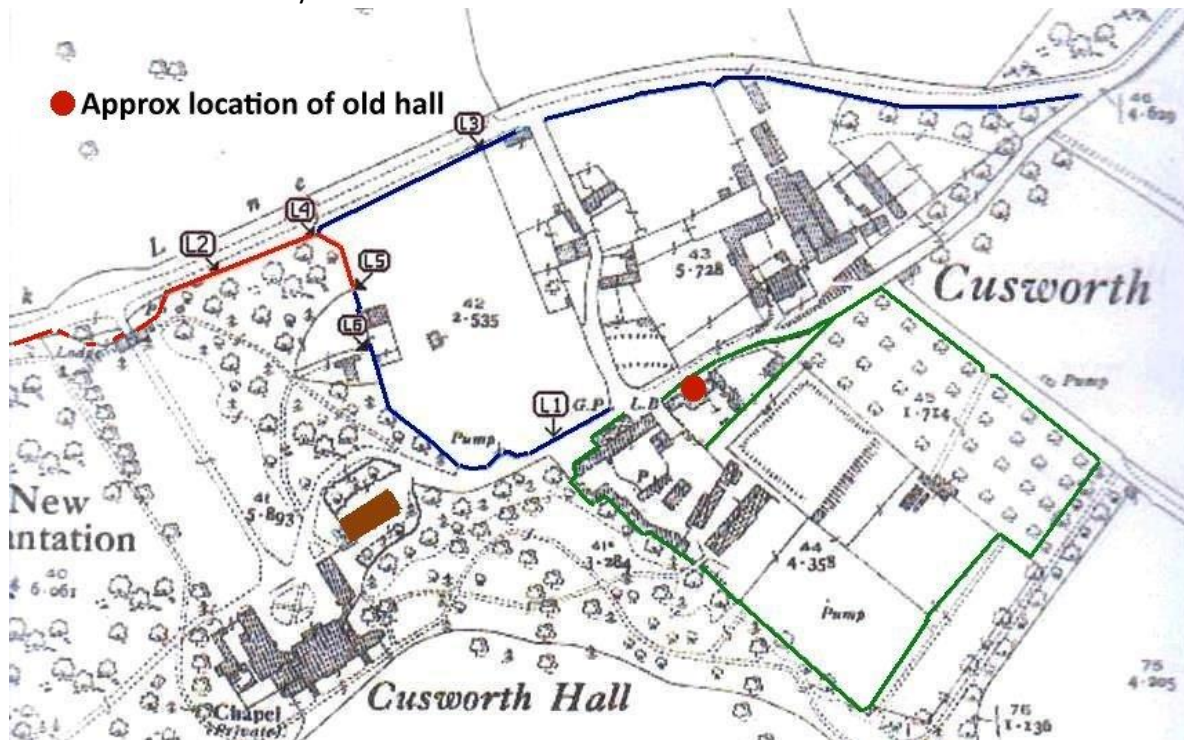 Approx location of old hall
46
4·629
L3
L n e
L4
L2
k
L5
43
5·728
Cusworth
42
2·535
L6
Lodge
Pump
45
1·724
L1
G.P.
L.B
Pump
P
New
ntation
41
5·893
40
6·061
41ª
3·284
44
4·358
Pump
75
4·205
Cusworth Hall
Chapel
(Private)
76
1·136